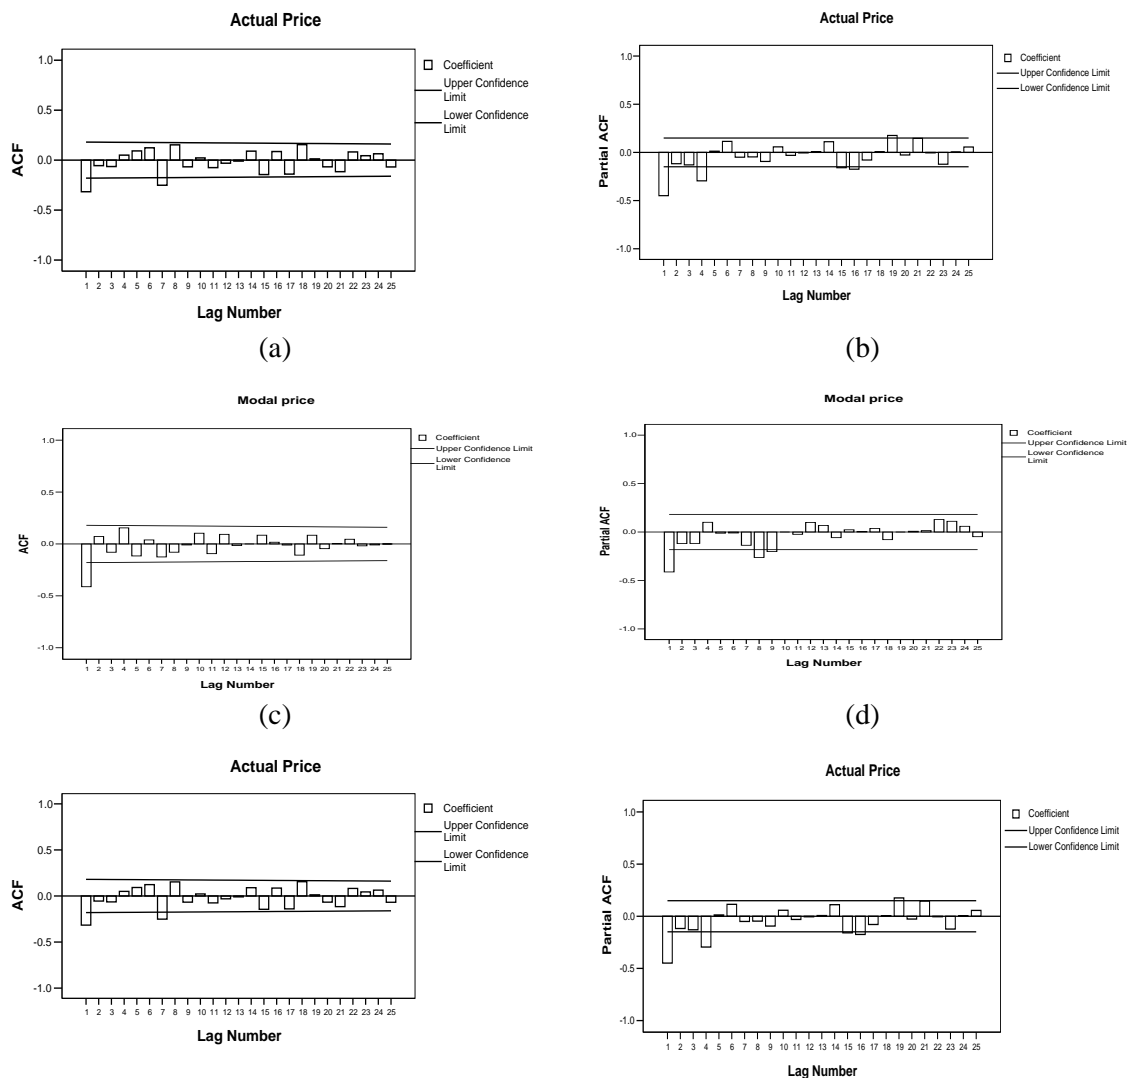 Actual Price
1.0
0.5
0.0
-0.5
-1.0
ACF
1 2 3 4 5 6 7 8 9 10 11 12 13 14 15 16 17 18 19 20 21 22 23 24 25
Lag Number
Coefficient
Upper Confidence
Limit
Lower Confidence
Limit
(a)
Actual Price
1.0
0.5
0.0
-0.5
-1.0
Partial ACF
1 2 3 4 5 6 7 8 9 10 11 12 13 14 15 16 17 18 19 20 21 22 23 24 25
Lag Number
Coefficient
Upper Confidence Limit
Lower Confidence Limit
(b)
Modal price
1.0
0.5
0.0
-0.5
-1.0
ACF
1 2 3 4 5 6 7 8 9 10 11 12 13 14 15 16 17 18 19 20 21 22 23 24 25
Lag Number
Coefficient
Upper Confidence Limit
Lower Confidence
Limit
(c)
Modal price
1.0
0.5
0.0
-0.5
-1.0
Partial ACF
1 2 3 4 5 6 7 8 9 10 11 12 13 14 15 16 17 18 19 20 21 22 23 24 25
Lag Number
Coefficient
Upper Confidence Limit
Lower Confidence
Limit
(d)
Actual Price
1.0
0.5
0.0
-0.5
-1.0
ACF
1 2 3 4 5 6 7 8 9 10 11 12 13 14 15 16 17 18 19 20 21 22 23 24 25
Lag Number
Coefficient
Upper Confidence
Limit
Lower Confidence
Limit
Actual Price
1.0
0.5
0.0
-0.5
-1.0
Partial ACF
1 2 3 4 5 6 7 8 9 10 11 12 13 14 15 16 17 18 19 20 21 22 23 24 25
Lag Number
Coefficient
Upper Confidence Limit
Lower Confidence Limit